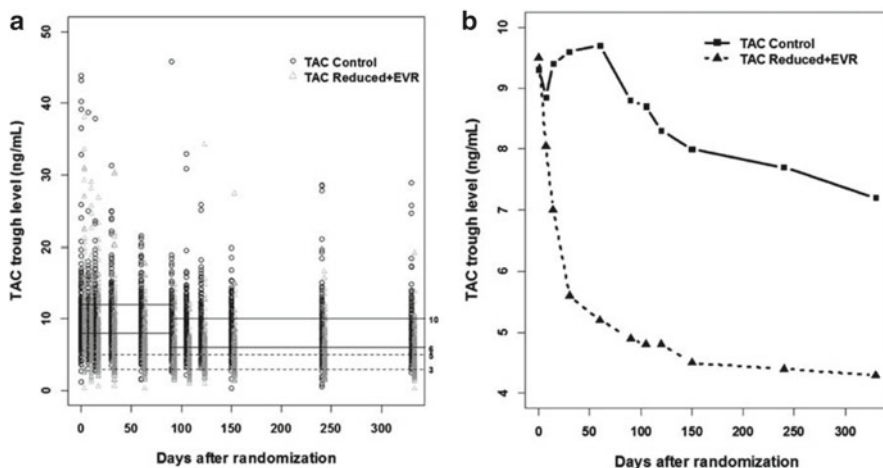 a
TAC trough level (ng/mL)
50
40
30
20
10
0
TAC Control
TAC Reduced+EVR
10
6
5
3
0 50 100 150 200 250 300
Days after randomization
b
TAC trough level (ng/mL)
10
9
8
7
6
5
4
TAC Control
TAC Reduced+EVR
0 50 100 150 200 250 300
Days after randomization